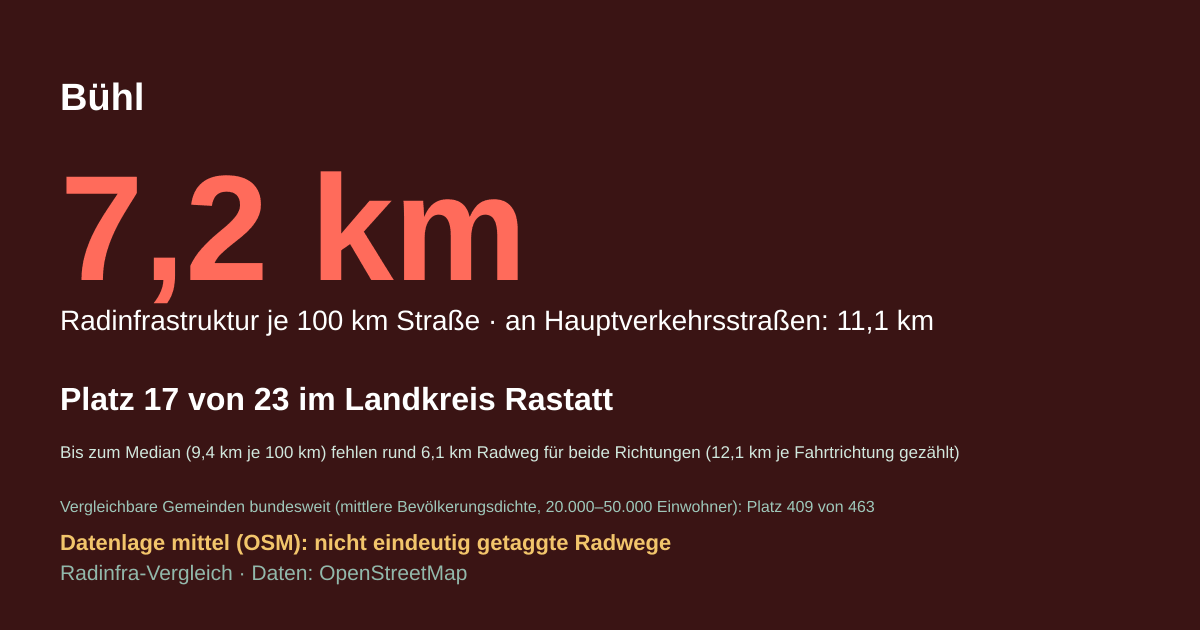 Bühl
7,2 km
Radinfrastruktur je 100 km Straße · an Hauptverkehrsstraßen: 11,1 km
Platz 17 von 23 im Landkreis Rastatt
Bis zum Median (9,4 km je 100 km) fehlen rund 6,1 km Radweg für beide Richtungen (12,1 km je Fahrtrichtung gezählt)
Vergleichbare Gemeinden bundesweit (mittlere Bevölkerungsdichte, 20.000–50.000 Einwohner): Platz 409 von 463
Datenlage mittel (OSM): nicht eindeutig getaggte Radwege
Radinfra-Vergleich · Daten: OpenStreetMap